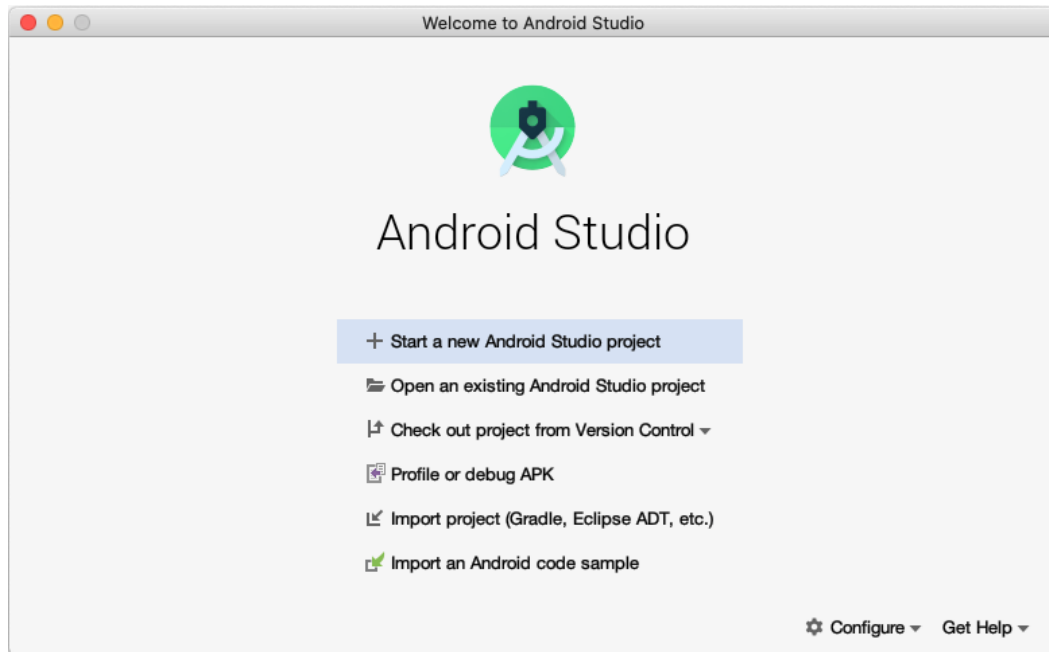 Welcome to Android Studio
Android Studio
Start a new Android Studio project
Open an existing Android Studio project
Check out project from Version Control
Profile or debug APK
Import project (Gradle, Eclipse ADT, etc.)
Import an Android code sample
Configure Get Help